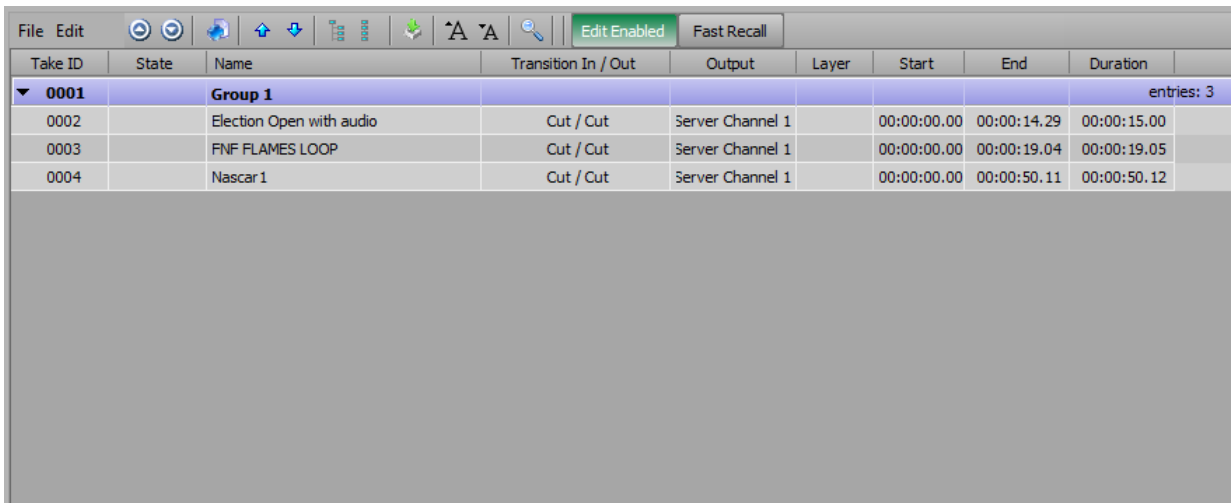 File Edit A A Edit Enabled Fast Recall
Take ID State Name Transition In / Out Output Layer Start End Duration
0001 Group 1 entries: 3
0002 Election Open with audio Cut / Cut Server Channel 1 00:00:00.00 00:00:14.29 00:00:15.00
0003 FNF FLAMES LOOP Cut / Cut Server Channel 1 00:00:00.00 00:00:19.04 00:00:19.05
0004 Nascar1 Cut / Cut Server Channel 1 00:00:00.00 00:00:50.11 00:00:50.12